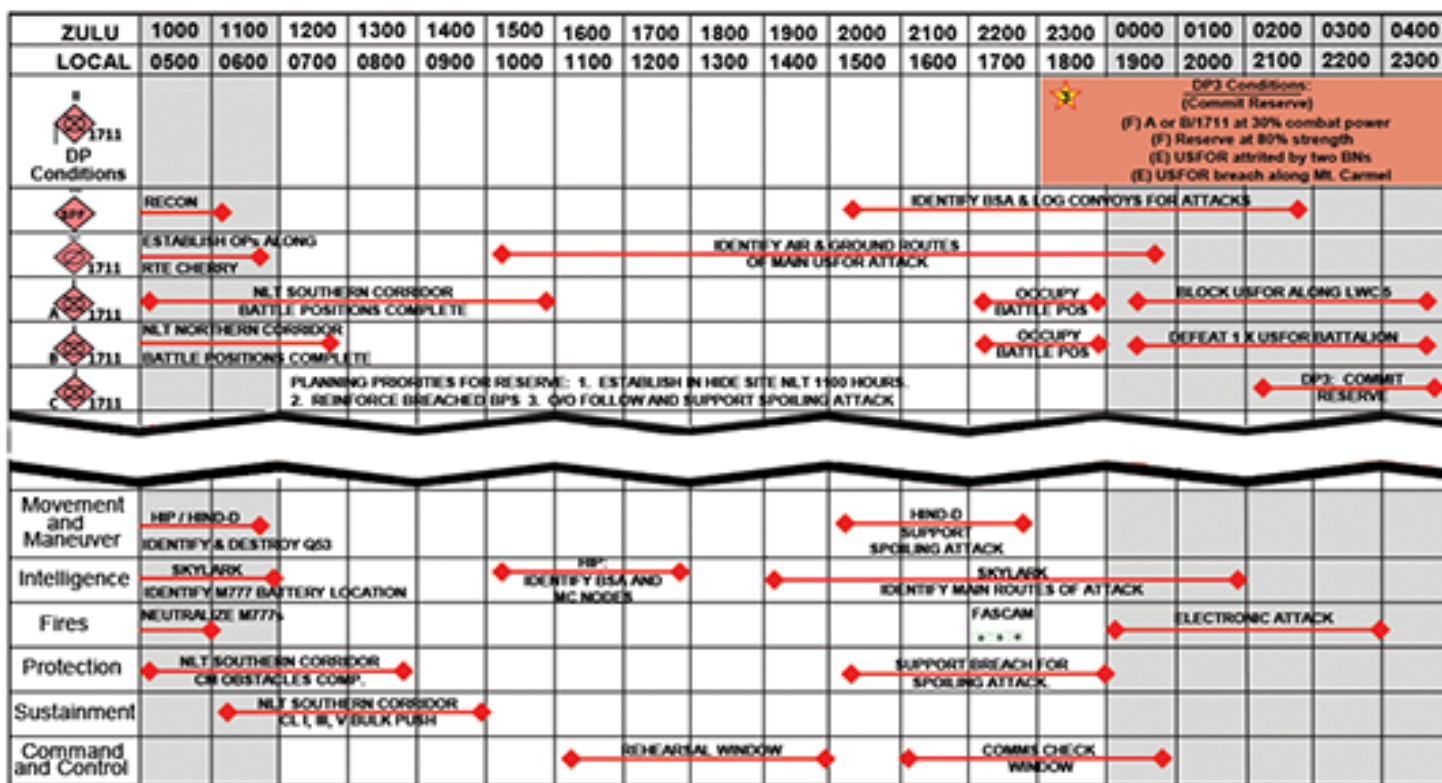 ZULU 1000 1100 1200 1300 1400 1500 1600 1700 1800 1900 2000 2100 2200 2300 0000 0100 0200 0300 0400
LOCAL 0500 0600 0700 0800 0900 1000 1100 1200 1300 1400 1500 1600 1700 1800 1900 2000 2100 2200 2300
II
1711
DP
Conditions
3
DP3 Conditions:
(Commit Reserve)
(F) A or B/1711 at 30% combat power
(F) Reserve at 80% strength
(E) USFOR attrited by two BNs
(E) USFOR breach along Mt. Carmel
SPF
RECON
IDENTIFY BSA & LOG CONVOYS FOR ATTACKS
1711
ESTABLISH OPs ALONG
RTE CHERRY
IDENTIFY AIR & GROUND ROUTES
OF MAIN USFOR ATTACK
A 1711
NLT SOUTHERN CORRIDOR
BATTLE POSITIONS COMPLETE
OCCUPY
BATTLE POS
BLOCK USFOR ALONG LWC 5
B 1711
NLT NORTHERN CORRIDOR
BATTLE POSITIONS COMPLETE
OCCUPY
BATTLE POS
DEFEAT 1 X USFOR BATTALION
C 1711
PLANNING PRIORITIES FOR RESERVE: 1. ESTABLISH IN HIDE SITE NLT 1100 HOURS.
2. REINFORCE BREACHED BPS 3. O/O FOLLOW AND SUPPORT SPOILING ATTACK
DP3: COMMIT
RESERVE
Movement
and
Maneuver
HIP / HIND-D
IDENTIFY & DESTROY Q53
HIND-D
SUPPORT
SPOILING ATTACK
Intelligence
SKYLARK
IDENTIFY M777 BATTERY LOCATION
HIP:
IDENTIFY BSA AND
MC NODES
SKYLARK
IDENTIFY MAIN ROUTES OF ATTACK
Fires
NEUTRALIZE M777s
FASCAM
ELECTRONIC ATTACK
Protection
NLT SOUTHERN CORRIDOR
CM OBSTACLES COMP.
SUPPORT BREACH FOR
SPOILING ATTACK.
Sustainment
NLT SOUTHERN CORRIDOR
CL I, III, V BULK PUSH
Command
and Control
REHEARSAL WINDOW
COMMS CHECK
WINDOW